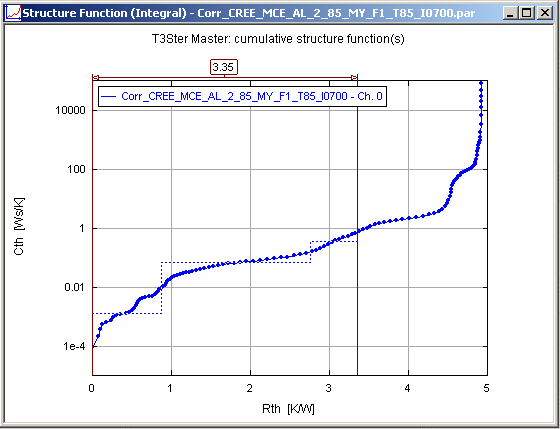 Structure Function (Integral) - Corr_CREE_MCE_AL_2_85_MY_F1_T85_I0700.par
T3Ster Master: cumulative structure function(s)
3.35
Corr_CREE_MCE_AL_2_85_MY_F1_T85_I0700 - Ch. 0
10000
100
1
0.01
1e-4
Cth [Ws/K]
0 1 2 3 4 5
Rth [K/W]